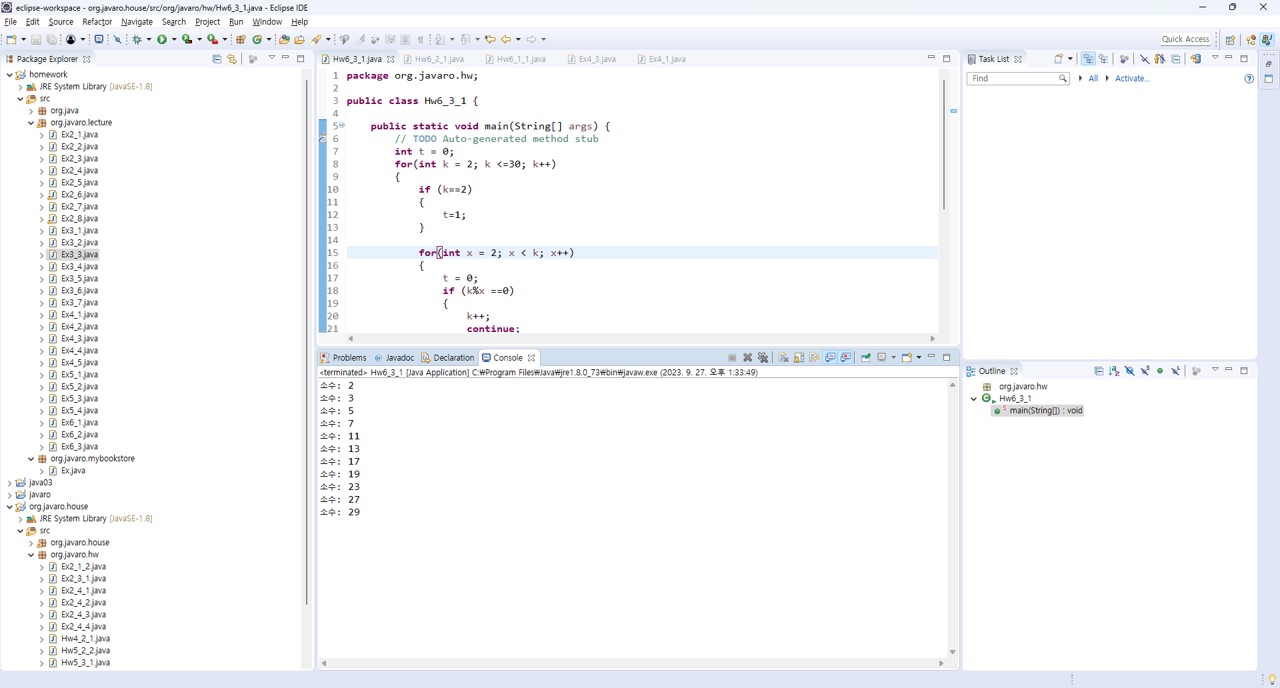 eclipse-workspace - org.javaro.house/src/org/javaro/hw/Hw6_3_1.java - Eclipse IDE
File Edit Source Refactor Navigate Search Project Run Window Help
Quick Access
Package Explorer
homework
JRE System Library [JavaSE-1.8]
src
org.java
org.javaro.lecture
Ex2_1.java
Ex2_2.java
Ex2_3.java
Ex2_4.java
Ex2_5.java
Ex2_6.java
Ex2_7.java
Ex2_8.java
Ex3_1.java
Ex3_2.java
Ex3_3.java
Ex3_4.java
Ex3_5.java
Ex3_6.java
Ex3_7.java
Ex4_1.java
Ex4_2.java
Ex4_3.java
Ex4_4.java
Ex4_5.java
Ex5_1.java
Ex5_2.java
Ex5_3.java
Ex5_4.java
Ex6_1.java
Ex6_2.java
Ex6_3.java
org.javaro.mybookstore
Ex.java
java03
javaro
org.javaro.house
JRE System Library [JavaSE-1.8]
src
org.javaro.house
org.javaro.hw
Ex2_1_2.java
Ex2_3_1.java
Ex2_4_1.java
Ex2_4_2.java
Ex2_4_3.java
Ex2_4_4.java
Hw4_2_1.java
Hw5_2_2.java
Hw5_3_1.java
Hw6_3_1.java Hw6_2_1.java Hw6_1_1.java Ex4_3.java Ex4_1.java
1 package org.javaro.hw;
2
3 public class Hw6_3_1 {
4
5 public static void main(String[] args) {
6 // TODO Auto-generated method stub
7 int t = 0;
8 for(int k = 2; k <=30; k++)
9 {
10 if (k==2)
11 {
12 t=1;
13 }
14
15 for(int x = 2; x < k; x++)
16 {
17 t = 0;
18 if (k%x ==0)
19 {
20 k++;
21 continue;
Problems Javadoc Declaration Console
<terminated> Hw6_3_1 [Java Application] C:₩Program Files₩Java₩jre1.8.0_73₩bin₩javaw.exe (2023. 9. 27. 오후 1:33:49)
소수: 2
소수: 3
소수: 5
소수: 7
소수: 11
소수: 13
소수: 17
소수: 19
소수: 23
소수: 27
소수: 29
Task List
Find All Activate...
Outline
org.javaro.hw
Hw6_3_1
main(String[]) : void